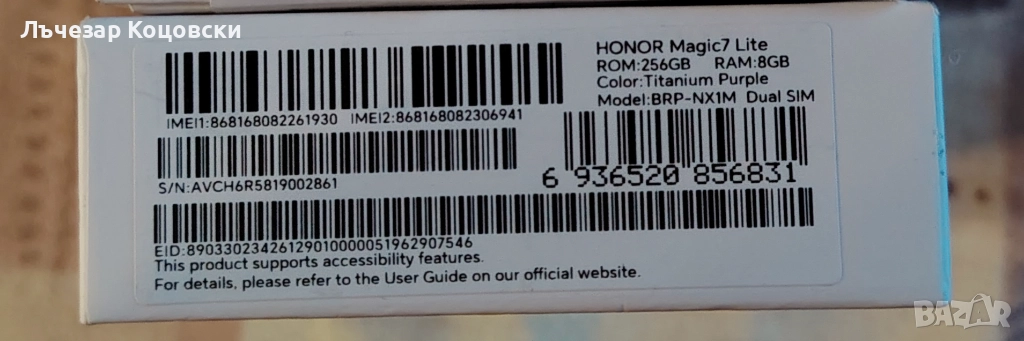 Лъчезар Коцовски
HONOR Magic7 Lite
ROM:256GB RAM:8GB
Color:Titanium Purple
Model:BRP-NX1M Dual SIM
IMEI1:868168082261930 IMEI2:868168082306941
S/N:AVCH6R5819002861
6 936520 856831
EID:89033023426129010000051962907546
This product supports accessibility features.
For details, please refer to the User Guide on our official website.
BAZAR